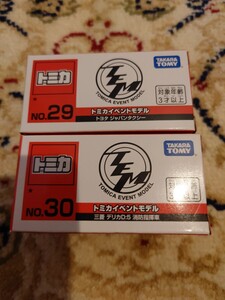 トミカ
NO.29
TEM
TOMICA EVENT MODEL
TAKARA
TOMY
対象年齢
3才以上
トミカイベントモデル
トヨタ ジャパンタクシー
トミカ
NO.30
TEM
TOMICA EVENT MODEL
TAKARA
TOMY
トミカイベントモデル
三菱 デリカD:5 消防指揮車